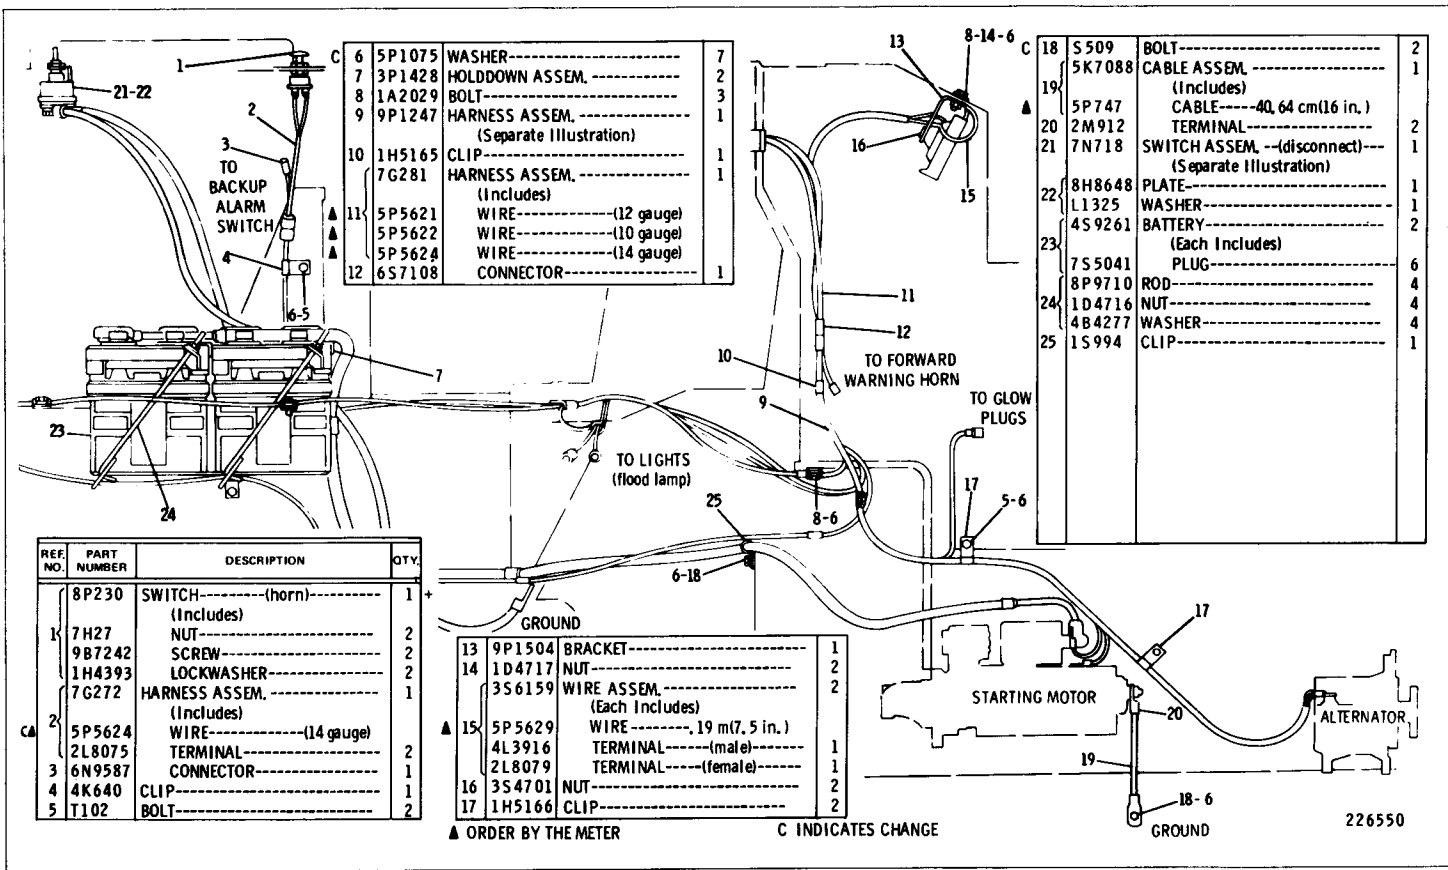 1
21-22
2
3
TO
BACKUP
ALARM
SWITCH
4
6-5
7
23
24
C 6 5P1075 WASHER 7
7 3P1428 HOLDDOWN ASSEM. 2
8 1A2029 BOLT 3
9 9P1247 HARNESS ASSEM. 1
(Separate Illustration)
10 1H5165 CLIP 1
7G281 HARNESS ASSEM. 1
(Includes)
▲ 11 5P5621 WIRE (12 gauge)
▲ 5P5622 WIRE (10 gauge)
▲ 5P5624 WIRE (14 gauge)
12 6S7108 CONNECTOR 1
13
8-14-6
16
15
11
12
TO FORWARD
WARNING HORN
10
9
TO GLOW
PLUGS
C 18 S509 BOLT 2
5K7088 CABLE ASSEM. 1
19 (Includes)
▲ 5P747 CABLE-----40,64 cm(16 in.)
20 2M912 TERMINAL 2
21 7N718 SWITCH ASSEM. --(disconnect)--- 1
(Separate Illustration)
22 8H8648 PLATE 1
L1325 WASHER 1
23 4S9261 BATTERY 2
(Each Includes)
7S5041 PLUG 6
24 8P9710 ROD 4
1D4716 NUT 4
4B4277 WASHER 4
25 1S994 CLIP 1
TO LIGHTS
(flood lamp)
8-6
25
6-18
17
5-6
GROUND
17
STARTING MOTOR
20
19
ALTERNATOR
18-6
GROUND
226550
REF. NO. PART NUMBER DESCRIPTION QTY.
8P230 SWITCH (horn) 1 +
(Includes)
1 7H27 NUT 2
9B7242 SCREW 2
1H4393 LOCKWASHER 2
7G272 HARNESS ASSEM. 1
2 (Includes)
C▲ 5P5624 WIRE (14 gauge)
2L8075 TERMINAL 2
3 6N9587 CONNECTOR 1
4 4K640 CLIP 1
5 T102 BOLT 2
13 9P1504 BRACKET 1
14 1D4717 NUT 2
3S6159 WIRE ASSEM. 2
(Each Includes)
▲ 15 5P5629 WIRE --------.19 m(7.5 in.)
4L3916 TERMINAL-----(male)------ 1
2L8079 TERMINAL-----(female)------ 1
16 3S4701 NUT 2
17 1H5166 CLIP 2
▲ ORDER BY THE METER
C INDICATES CHANGE